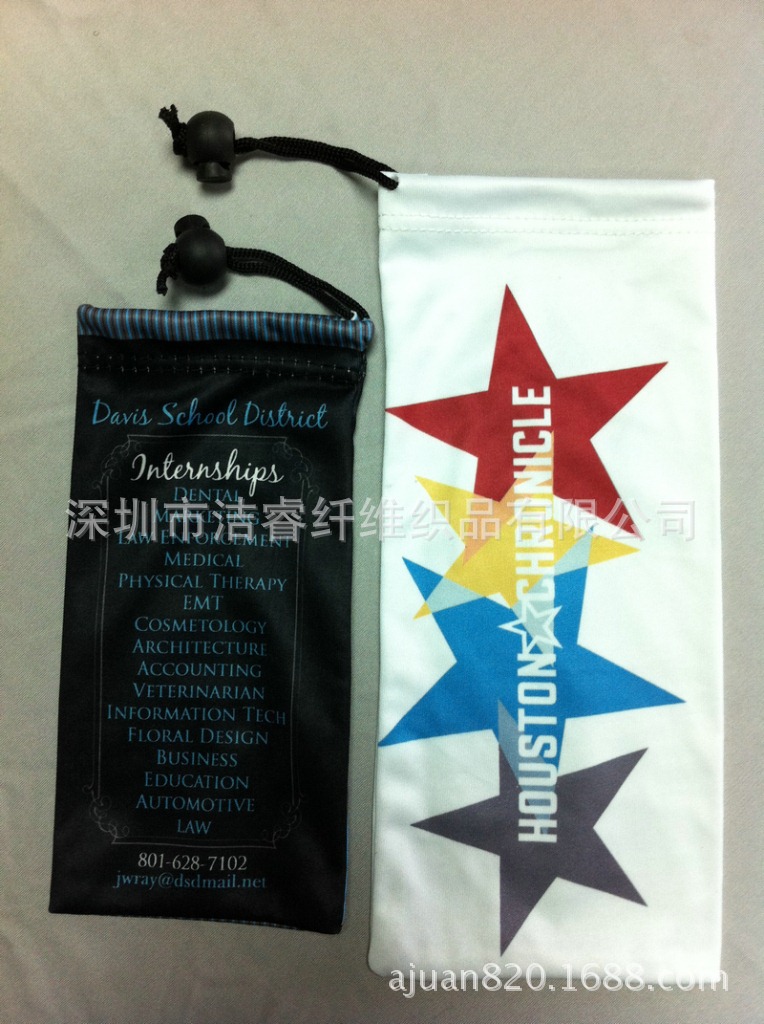 Davis School District
Internships
DENTAL
LAW ENFORCEMENT
MEDICAL
PHYSICAL THERAPY
EMT
COSMETOLOGY
ARCHITECTURE
ACCOUNTING
VETERINARIAN
INFORMATION TECH
FLORAL DESIGN
BUSINESS
EDUCATION
AUTOMOTIVE
LAW
801-628-7102
jwray@dsdmail.net
HOUSTON CHRONICLE
深圳市洁睿纤维织品有限公司
ajuan820.1688.com